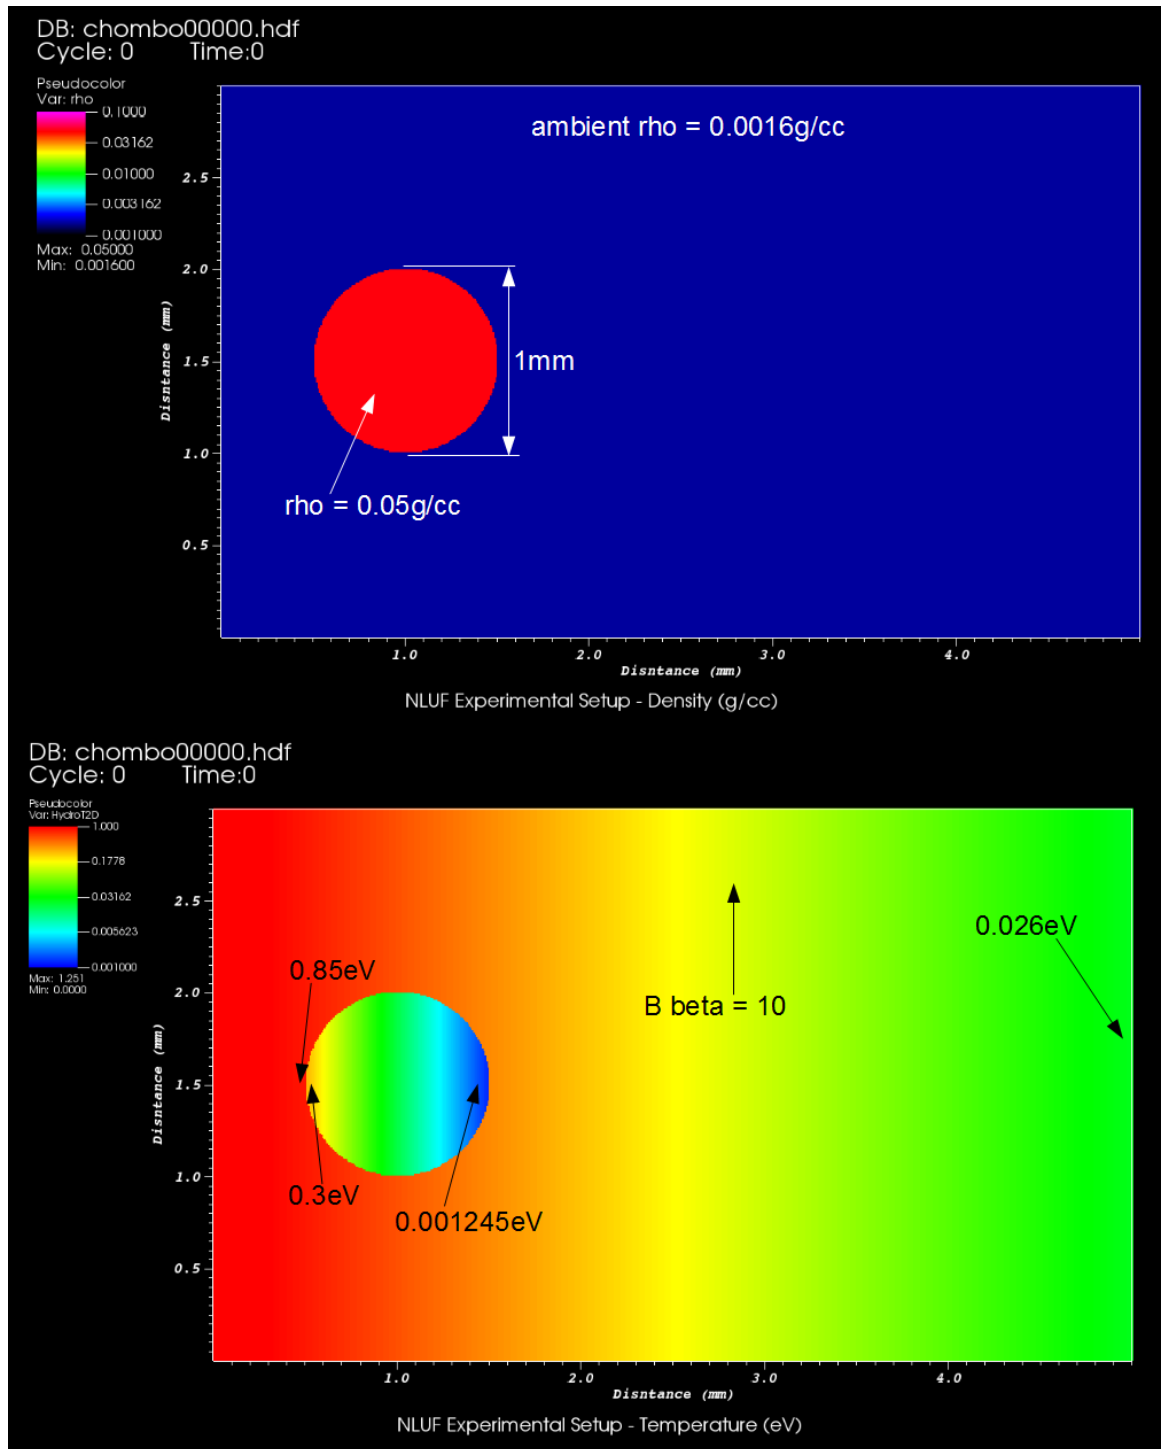 DB: chombo00000.hdf
Cycle: 0 Time:0
Pseudocolor
Var: rho
0.1000
0.03162
0.01000
0.003162
0.001000
Max: 0.05000
Min: 0.001600
ambient rho = 0.0016g/cc
1mm
rho = 0.05g/cc
2.5
2.0
1.5
1.0
0.5
Disntance (mm)
1.0 2.0 3.0 4.0
Disntance (mm)
NLUF Experimental Setup - Density (g/cc)
DB: chombo00000.hdf
Cycle: 0 Time:0
Pseudocolor
Var: HydroT2D
1.000
0.1778
0.03162
0.005623
0.001000
Max: 1.251
Min: 0.0000
0.026eV
0.85eV
B beta = 10
0.3eV
0.001245eV
2.5
2.0
1.5
1.0
0.5
Disntance (mm)
1.0 2.0 3.0 4.0
Disntance (mm)
NLUF Experimental Setup - Temperature (eV)